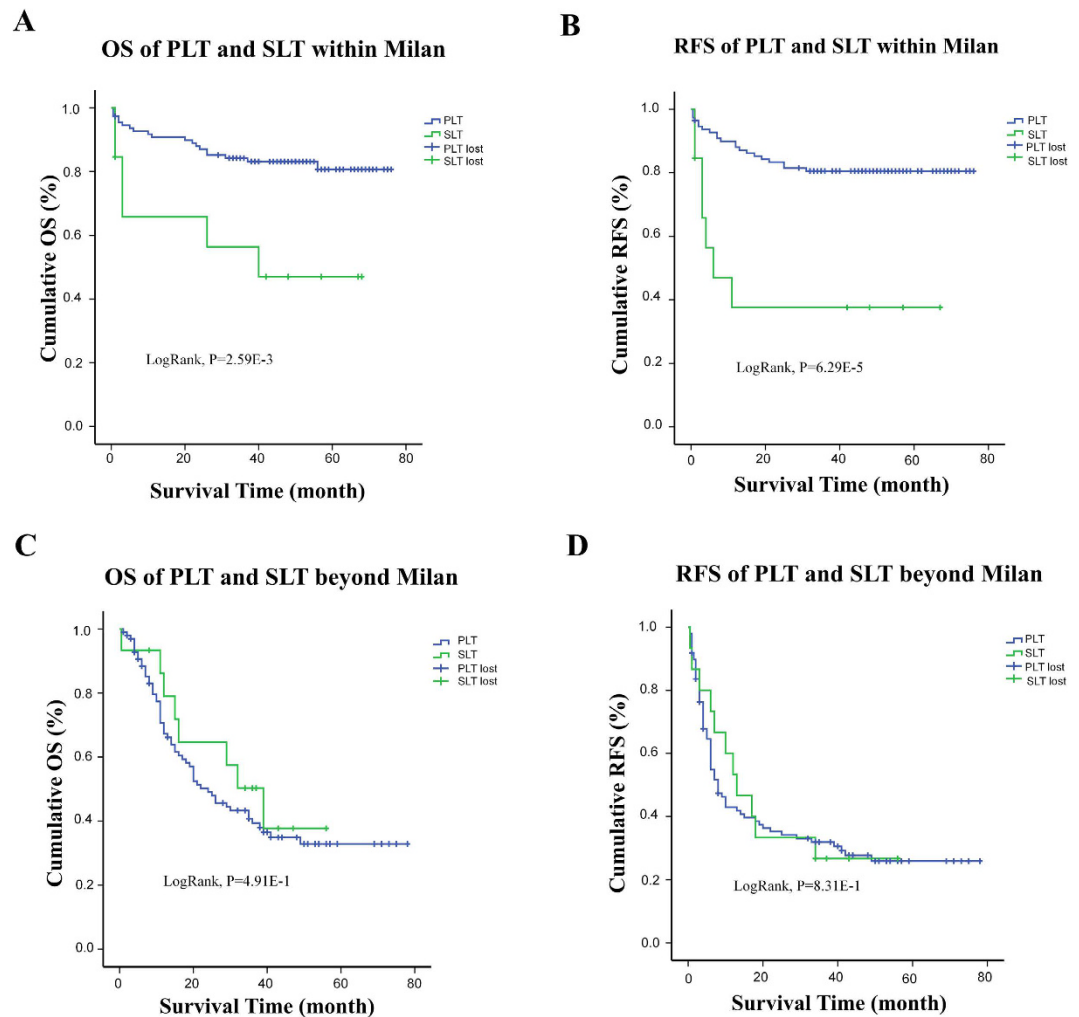 A
OS of PLT and SLT within Milan
Cumulative OS (%)
1.0
0.8
0.6
0.4
0.2
0.0
PLT
SLT
PLT lost
SLT lost
LogRank, P=2.59E-3
0 20 40 60 80
Survival Time (month)
B
RFS of PLT and SLT within Milan
Cumulative RFS (%)
1.0
0.8
0.6
0.4
0.2
0.0
PLT
SLT
PLT lost
SLT lost
LogRank, P=6.29E-5
0 20 40 60 80
Survival Time (month)
C
OS of PLT and SLT beyond Milan
Cumulative OS (%)
1.0
0.8
0.6
0.4
0.2
0.0
PLT
SLT
PLT lost
SLT lost
LogRank, P=4.91E-1
0 20 40 60 80
Survival Time (month)
D
RFS of PLT and SLT beyond Milan
Cumulative RFS (%)
1.0
0.8
0.6
0.4
0.2
0.0
PLT
SLT
PLT lost
SLT lost
LogRank, P=8.31E-1
0 20 40 60 80
Survival Time (month)